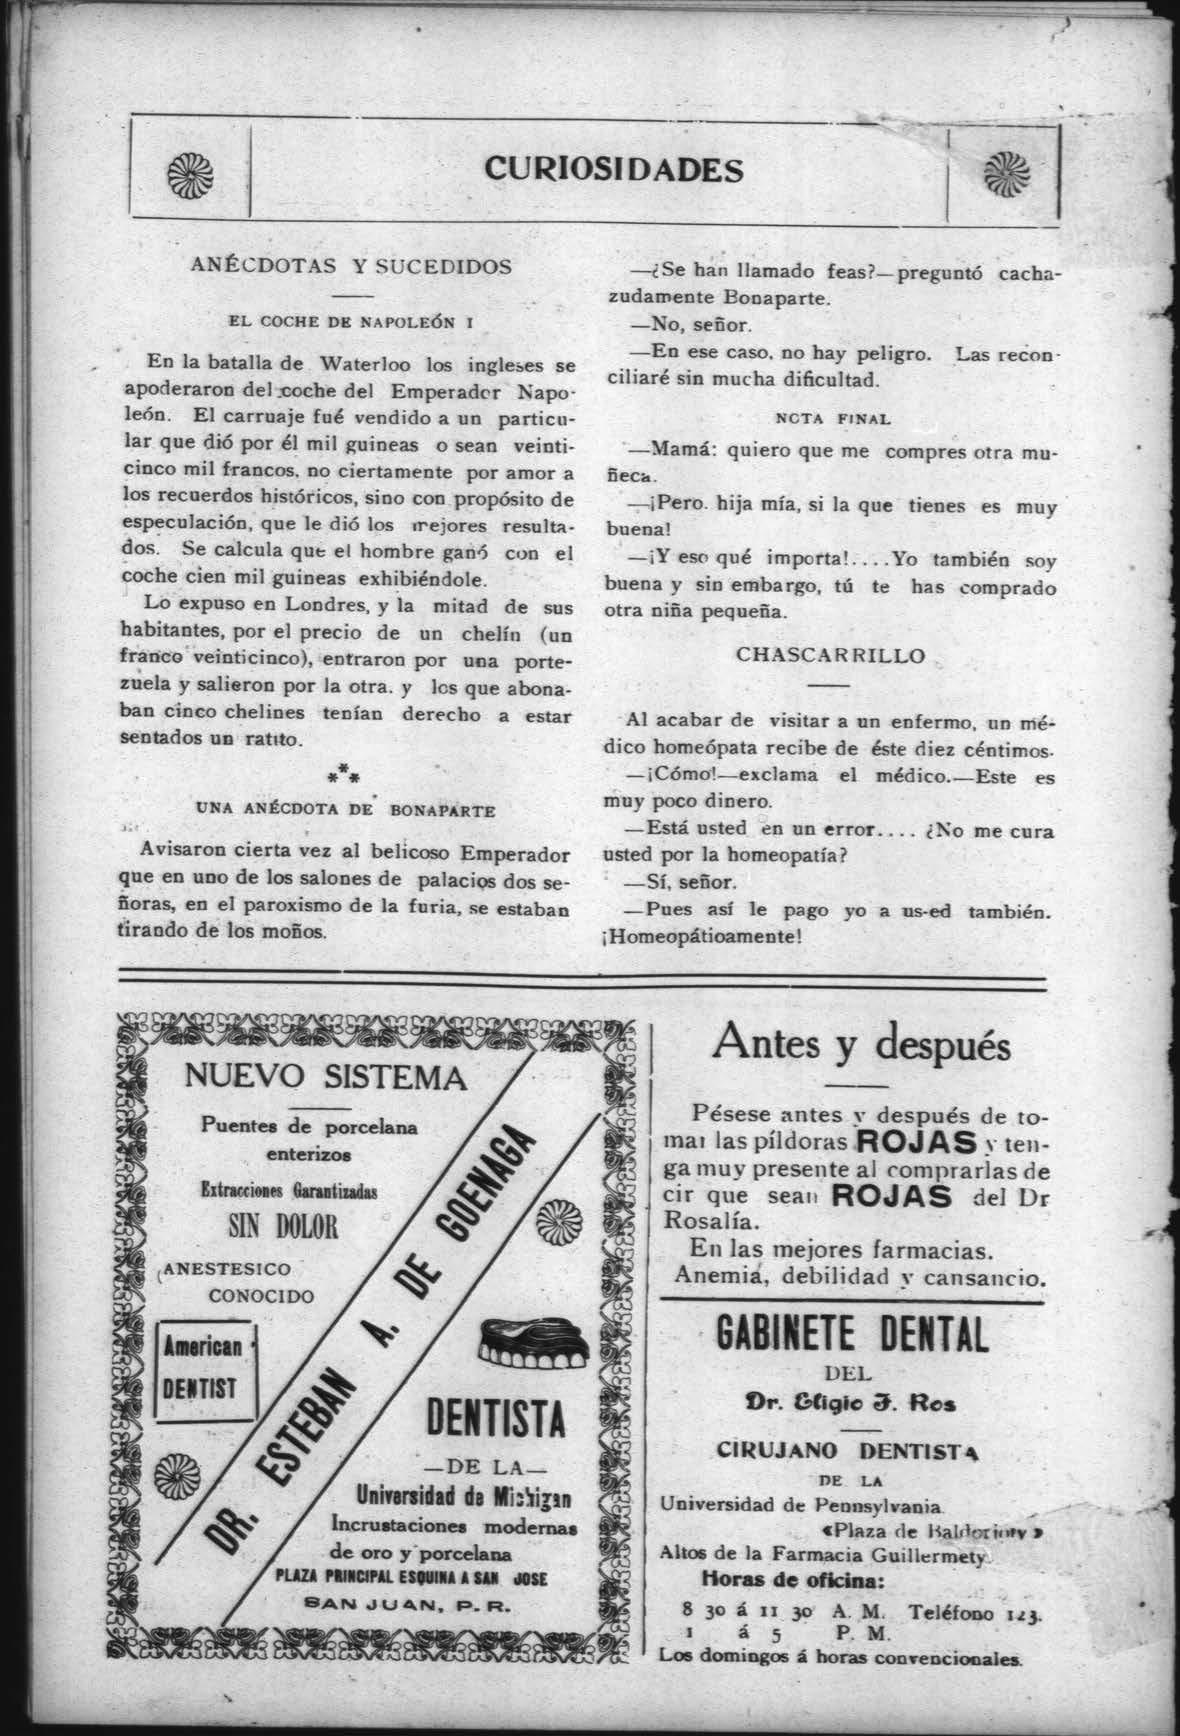 CURIOSIDADES
ANÉCDOTAS Y SUCEDIDOS
EL COCHE DE NAPOLEÓN I
En la batalla de Waterloo los ingleses se
apoderaron del coche del Emperador Napo-
león. El carruaje fué vendido a un particu-
lar que dió por él mil guineas o sean veinti-
cinco mil francos, no ciertamente por amor a
los recuerdos históricos, sino con propósito de
especulación, que le dió los mejores resulta-
dos. Se calcula que el hombre ganó con el
coche cien mil guineas exhibiéndole.
Lo expuso en Londres, y la mitad de sus
habitantes, por el precio de un chelín (un
franco veinticinco), entraron por una porte-
zuela y salieron por la otra. y los que abona-
ban cinco chelines tenían derecho a estar
sentados un ratito.
***
UNA ANÉCDOTA DE BONAPARTE
Avisaron cierta vez al belicoso Emperador
que en uno de los salones de palacios dos se-
ñoras, en el paroxismo de la furia, se estaban
tirando de los moños.
—¿Se han llamado feas?—preguntó cacha-
zudamente Bonaparte.
—No, señor.
—En ese caso, no hay peligro. Las recon-
ciliaré sin mucha dificultad.
NOTA FINAL
—Mamá: quiero que me compres otra mu-
ñeca.
—¡Pero. hija mía, si la que tienes es muy
buena!
—¡Y eso qué importa!....Yo también soy
buena y sin embargo, tú te has comprado
otra niña pequeña.
CHASCARRILLO
Al acabar de visitar a un enfermo, un mé-
dico homeópata recibe de éste diez céntimos.
—¡Cómo!—exclama el médico.—Este es
muy poco dinero.
—Está usted en un error.... ¿No me cura
usted por la homeopatía?
—Sí, señor.
—Pues así le pago yo a us-ed también.
¡Homeopátioamente!
NUEVO SISTEMA
Puentes de porcelana
enterizos
Extracciones Garantizadas
SIN DOLOR
ANESTESICO
CONOCIDO
American
DENTIST
DR. ESTEBAN A. DE GOENAGA
DENTISTA
—DE LA—
Universidad de Michigan
Incrustaciones modernas
de oro y porcelana
PLAZA PRINCIPAL ESQUINA A SAN JOSE
SAN JUAN, P. R.
Antes y después
Pésese antes y después de to-
mar las píldoras ROJAS y ten-
ga muy presente al comprarlas de
cir que sean ROJAS del Dr
Rosalía.
En las mejores farmacias.
Anemia, debilidad y cansancio.
GABINETE DENTAL
DEL
Dr. Eligio F. Ros
CIRUJANO DENTISTA
DE LA
Universidad de Pennsylvania
«Plaza de Baldorioty»
Altos de la Farmacia Guillermety.
Horas de oficina:
8 30 á 11 30 A. M. Teléfono 123.
1 á 5 P. M.
Los domingos á horas convencionales.